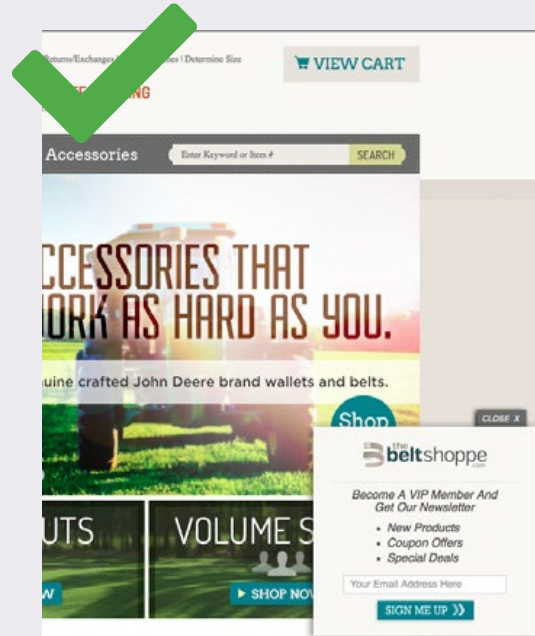 Returns/Exchanges
| Determine Size
VIEW CART
NG
Accessories
Enter Keyword or Item #
SEARCH
CCESSORIES THAT
ORK AS HARD AS YOU.
uine crafted John Deere brand wallets and belts.
Shop
CLOSE X
the
beltshoppe
.com
Become A VIP Member And
Get Our Newsletter
• New Products
• Coupon Offers
• Special Deals
Your Email Address Here
SIGN ME UP
UTS
VOLUME S
W
SHOP NOW